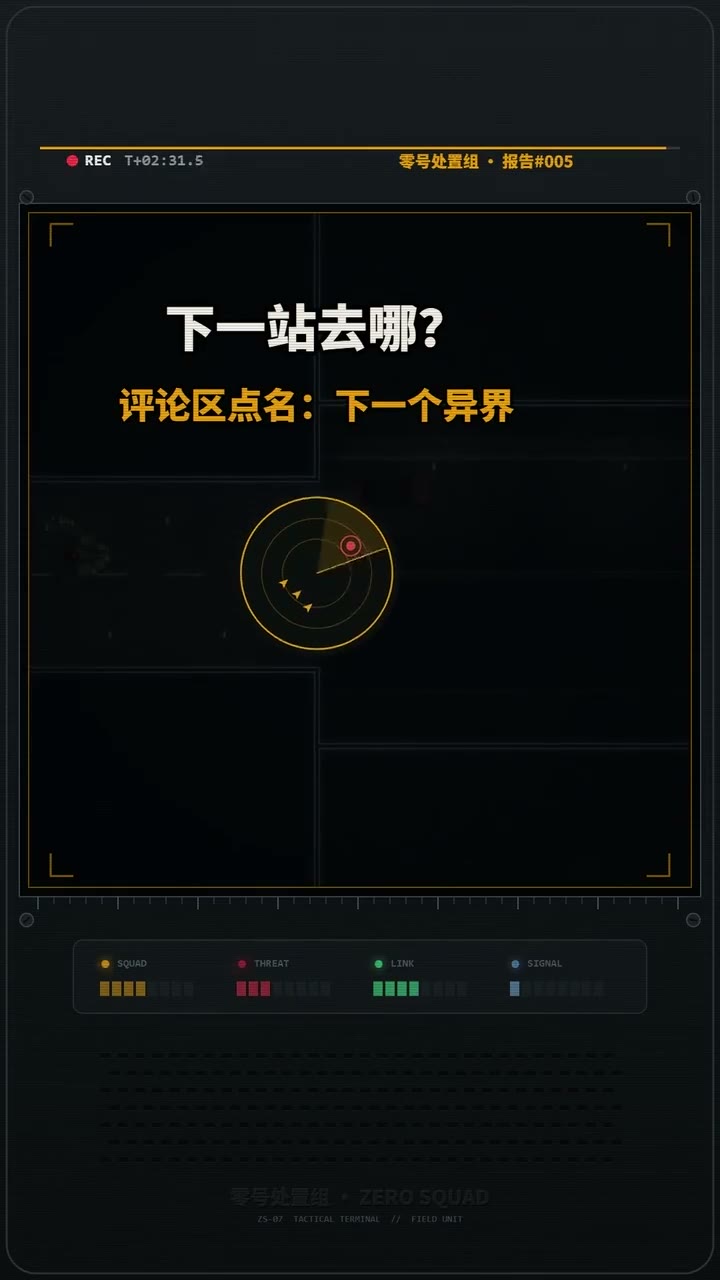 REC T+02:31.5 零号处置组 · 报告#005
下一站去哪?
评论区点名：下一个异界
SQUAD THREAT LINK SIGNAL
零号处置组 · ZERO SQUAD
ZS-07 TACTICAL TERMINAL // FIELD UNIT